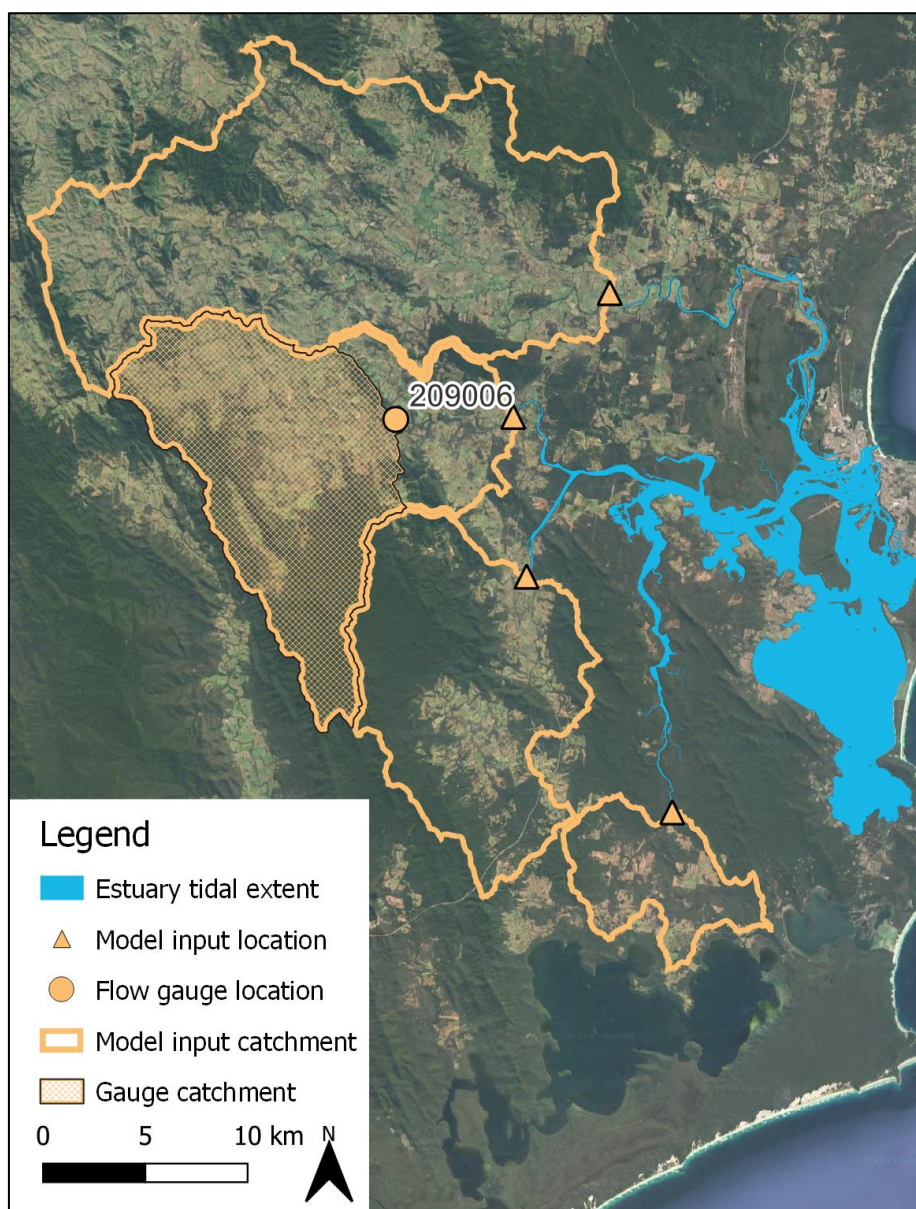 209006
Legend
Estuary tidal extent
Model input location
Flow gauge location
Model input catchment
Gauge catchment
0 5 10 km
N